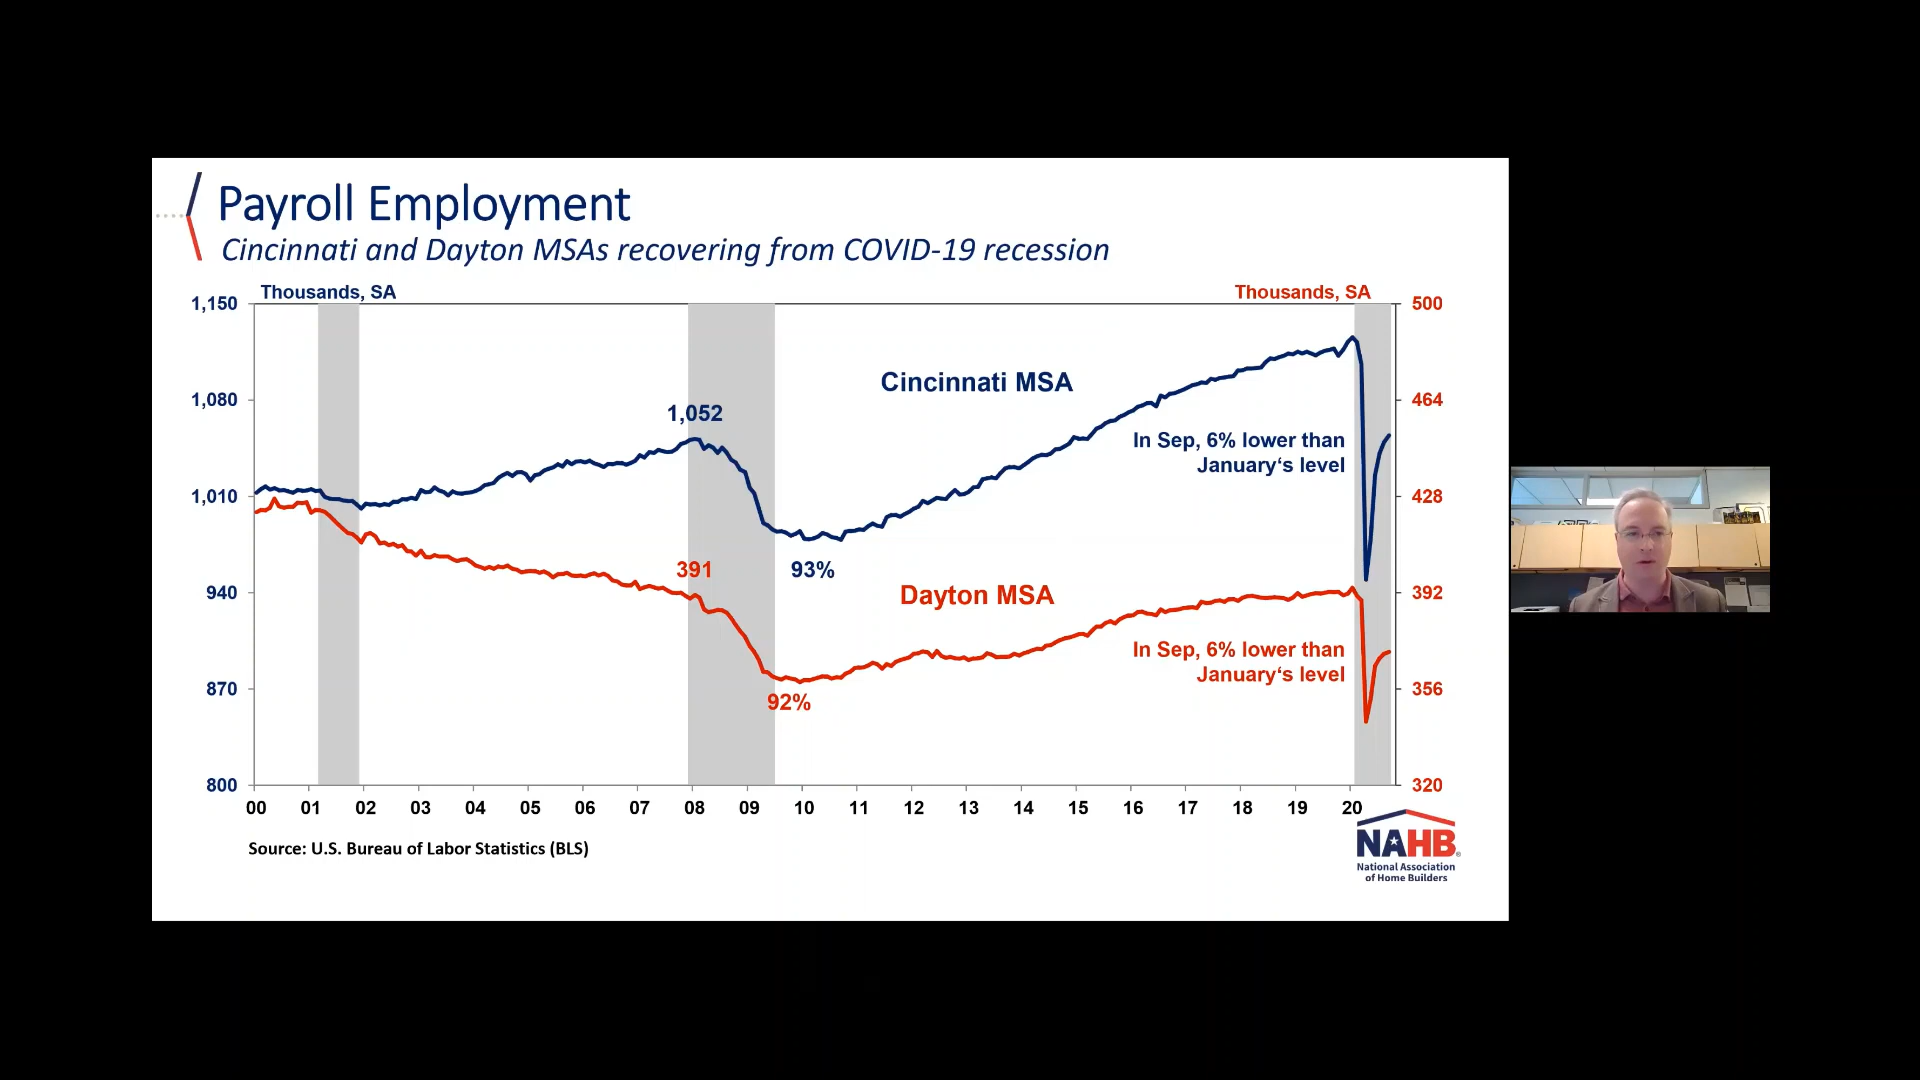 Payroll Employment
Cincinnati and Dayton MSAs recovering from COVID-19 recession
Thousands, SA
Thousands, SA
1,150
500
Cincinnati MSA
1,080
464
1,052
In Sep, 6% lower than
January‘s level
1,010
428
391
93%
940
392
Dayton MSA
In Sep, 6% lower than
January‘s level
870
356
92%
800
320
00 01 02 03 04 05 06 07 08 09 10 11 12 13 14 15 16 17 18 19 20
Source: U.S. Bureau of Labor Statistics (BLS)
NAHB®
National Association
of Home Builders